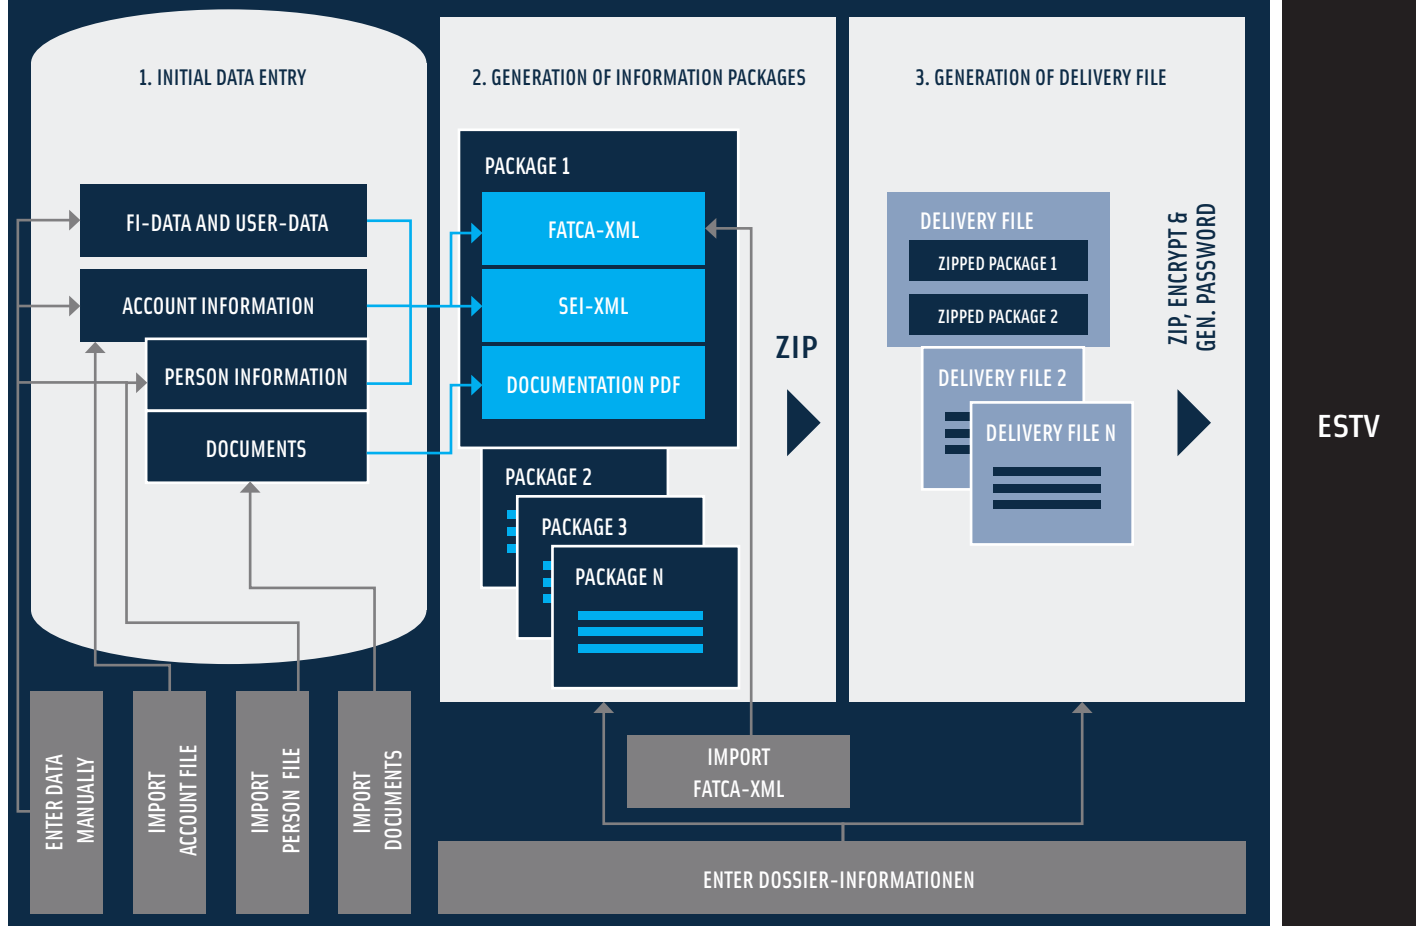 1. INITIAL DATA ENTRY
FI-DATA AND USER-DATA
ACCOUNT INFORMATION
PERSON INFORMATION
DOCUMENTS
ENTER DATA
MANUALLY
IMPORT
ACCOUNT FILE
IMPORT
PERSON FILE
IMPORT
DOCUMENTS
2. GENERATION OF INFORMATION PACKAGES
PACKAGE 1
FATCA-XML
SEI-XML
DOCUMENTATION PDF
PACKAGE 2
PACKAGE 3
PACKAGE N
ZIP
IMPORT
FATCA-XML
3. GENERATION OF DELIVERY FILE
DELIVERY FILE
ZIPPED PACKAGE 1
ZIPPED PACKAGE 2
DELIVERY FILE 2
DELIVERY FILE N
ZIP, ENCRYPT &
GEN. PASSWORD
ENTER DOSSIER-INFORMATIONEN
ESTV